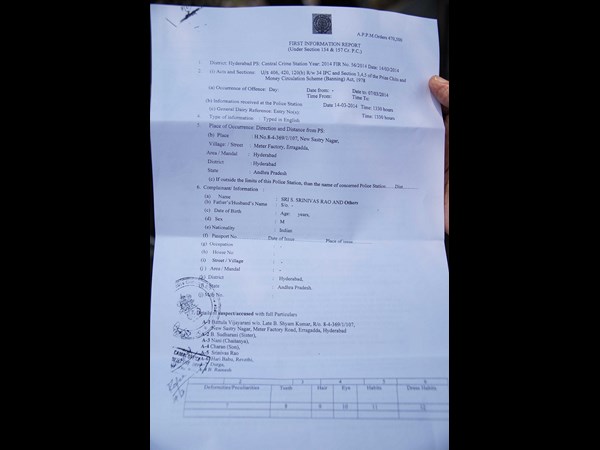 A.P.P.M Orders 470,500
FIRST INFORMATION REPORT
(Under Section 154 & 157 Cr. P.C.)
1. District: Hyderabad PS: Central Crime Station Year: 2014 FIR No. 56/2014 Date: 14/03/2014
2. (i) Acts and Sections: U/S 406, 420, 120(b) R/w 34 IPC and Section 3,4,5 of the Prize Chits and
Money Circulation Scheme (Banning) Act, 1978
(a) Occurrence of Offence: Day: Date from: - Date to: 07/03/2014
Time From: Time To:
(b) Information received at the Police Station Date 14-03-2014 Time: 1330 hours
(c) General Diary Reference: Entry No(s) Time: 1330 hours
4. Type of information : Typed in English
5. Place of Occurrence: Direction and Distance from PS:
(b) Place : H.No.8-4-369/I/107, New Sastry Nagar,
Village / Street : Meter Factory, Erragadda,
Area / Mandal : Hyderabad
District : Hyderabad
State : Andhra Pradesh
(c) If outside the limits of this Police Station, then the name of concerned Police Station Dist
6. Complainant / Information :
(a) Name : SRI S. SRINIVAS RAO AND Others
(b) Father's/Husband's Name : R/o. -
(c) Date of Birth : Age: years,
(d) Sex : M
(e) Nationality : Indian
(f) Passport No. Date of Issue Place of issue
(g) Occupation : -
(h) House No : -
(i) Street / Village : -
(j) Area / Mandal : -
(k) District : Hyderabad,
State : Andhra Pradesh.
suspect/accused with full Particulars
A-1 Battula Vijayarani w/o. Late B. Shyam Kumar, R/o. 8-4-369/I/107,
New Sastry Nagar, Meter Factory Road, Erragadda, Hyderabad
A-2 B. Sudharani (Sister)
A-3 Nani (Chaitanya),
A-4 Charan (Son),
A-5 Srinivas Rao
Hari Babu, Revathi,
Durga,
B. Ramesh
1 2 3 4 5 6
Deformities/Peculiarities Teeth Hair Eye Habits Dress Habits
7 8 9 10 11 12